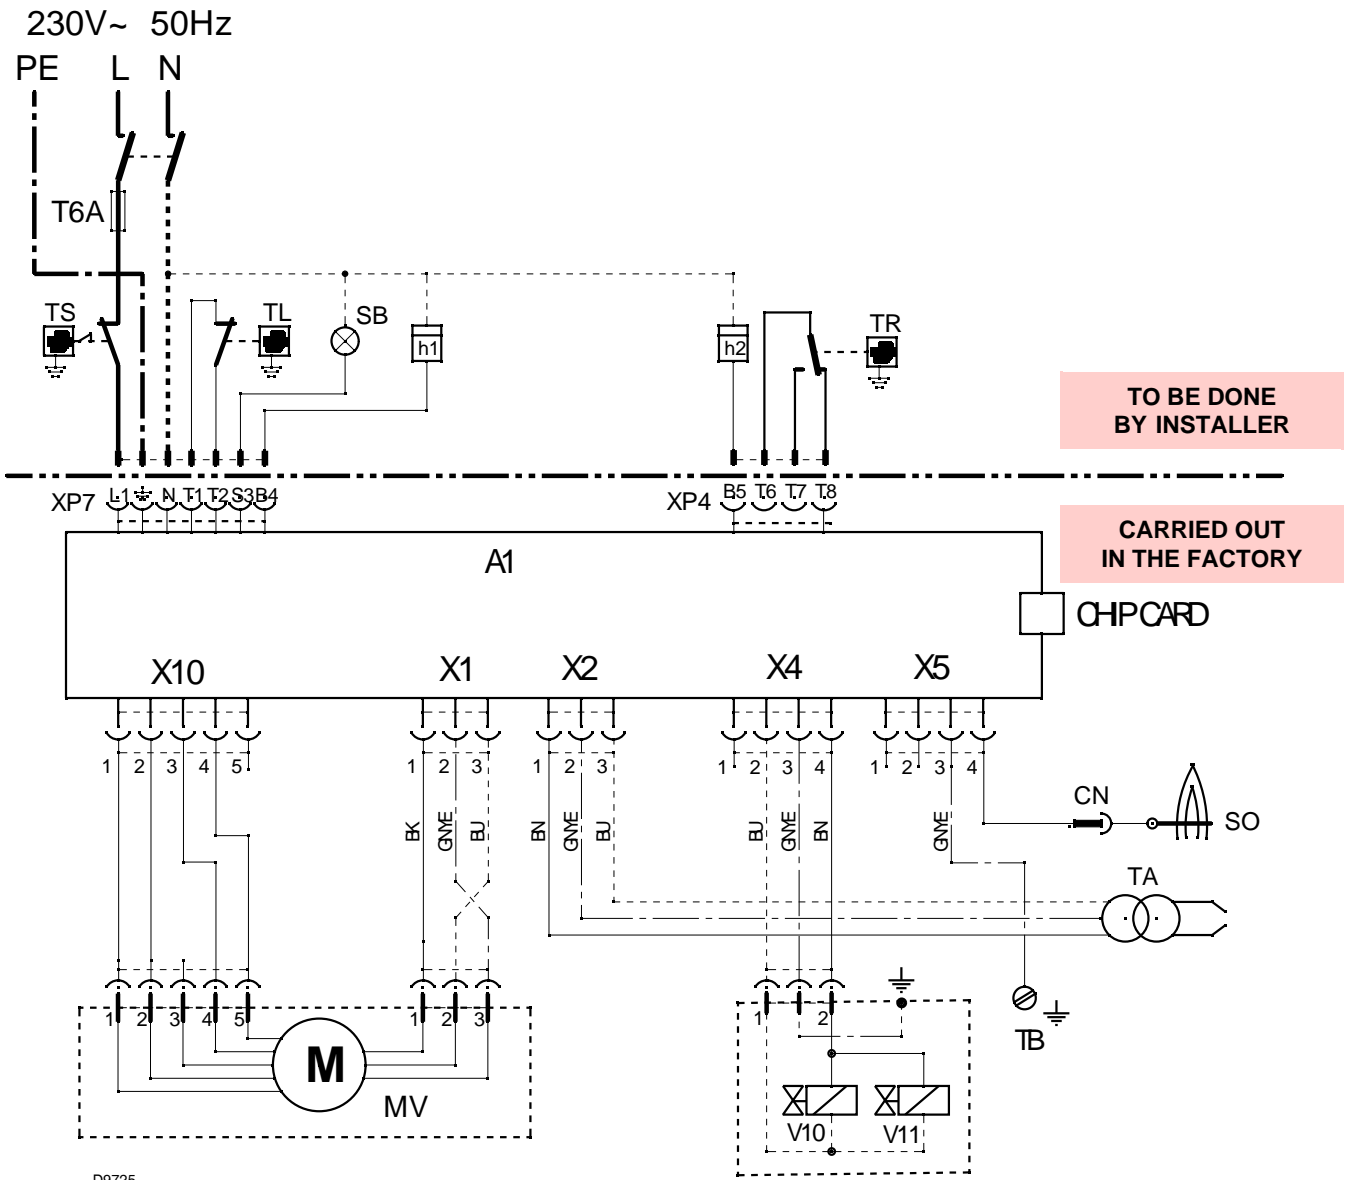 230V~ 50Hz
PE L N
T6A
TS TL SB h1 h2 TR
TO BE DONE
BY INSTALLER
XP7 L1 N T1 T2 S3 B4 XP4 B5 T6 T7 T8
CARRIED OUT
IN THE FACTORY
A1
CHIP CARD
X10 X1 X2 X4 X5
1 2 3 4 5 1 2 3 1 2 3 1 2 3 4 1 2 3 4
CN
SO
BK GNYE BU BN GNYE BU BU GNYE BN GNYE
TA
1 2 3 4 5 1 2 3 1 2
TB
M
MV
V10 V11